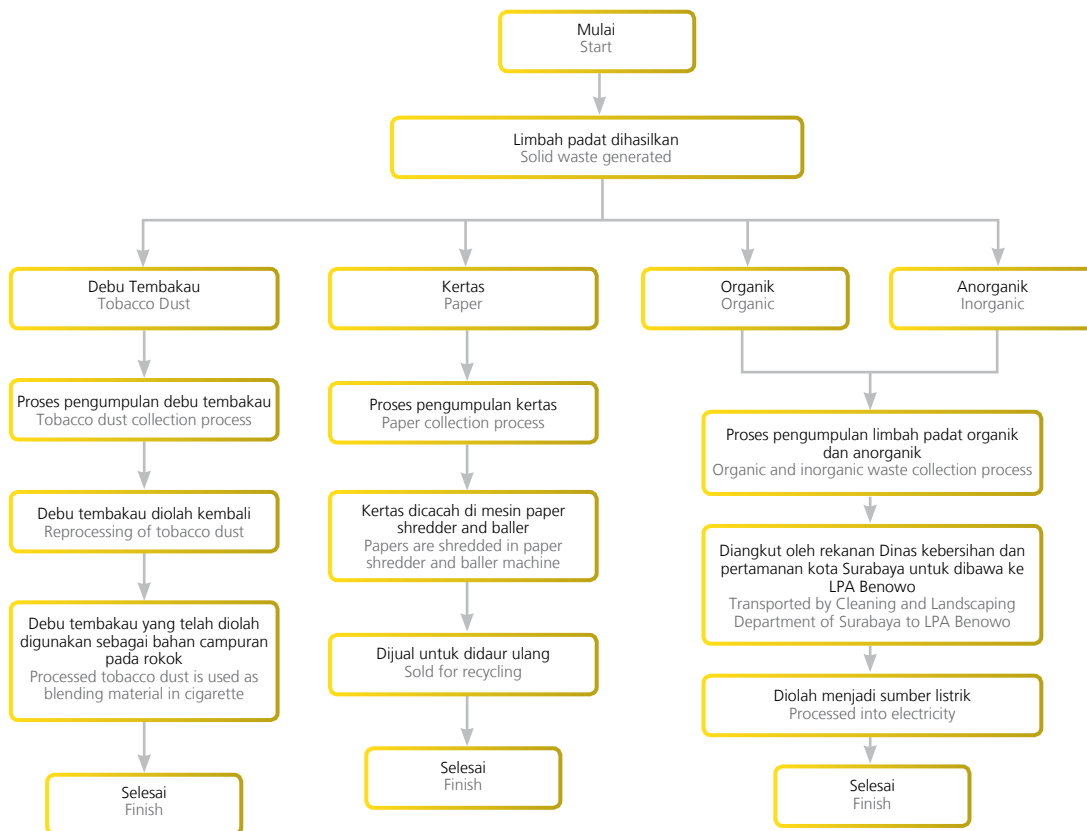 Mulai
Start
Limbah padat dihasilkan
Solid waste generated
Debu Tembakau
Tobacco Dust
Kertas
Paper
Organik
Organic
Anorganik
Inorganic
Proses pengumpulan debu tembakau
Tobacco dust collection process
Proses pengumpulan kertas
Paper collection process
Proses pengumpulan limbah padat organik
dan anorganik
Organic and inorganic waste collection process
Debu tembakau diolah kembali
Reprocessing of tobacco dust
Kertas dicacah di mesin paper
shredder and baller
Papers are shredded in paper
shredder and baller machine
Diangkut oleh rekanan Dinas kebersihan dan
pertamanan kota Surabaya untuk dibawa ke
LPA Benowo
Transported by Cleaning and Landscaping
Department of Surabaya to LPA Benowo
Debu tembakau yang telah diolah
digunakan sebagai bahan campuran
pada rokok
Processed tobacco dust is used as
blending material in cigarette
Dijual untuk didaur ulang
Sold for recycling
Diolah menjadi sumber listrik
Processed into electricity
Selesai
Finish
Selesai
Finish
Selesai
Finish